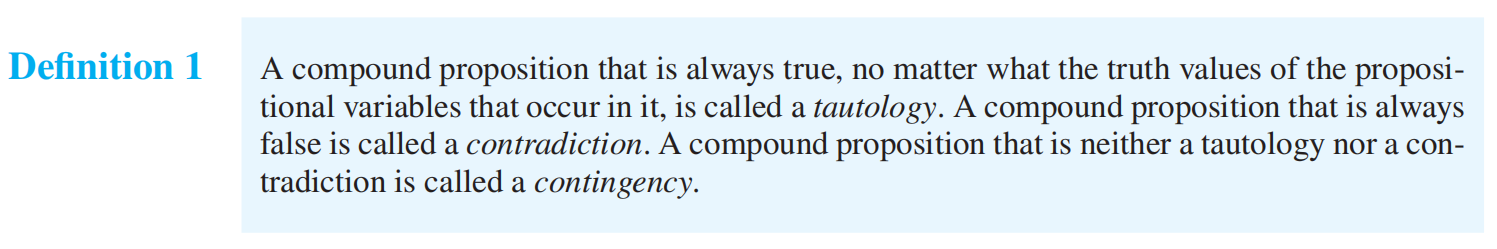 Definition 1
A compound proposition that is always true, no matter what the truth values of the proposi-
tional variables that occur in it, is called a tautology. A compound proposition that is always
false is called a contradiction. A compound proposition that is neither a tautology nor a con-
tradiction is called a contingency.